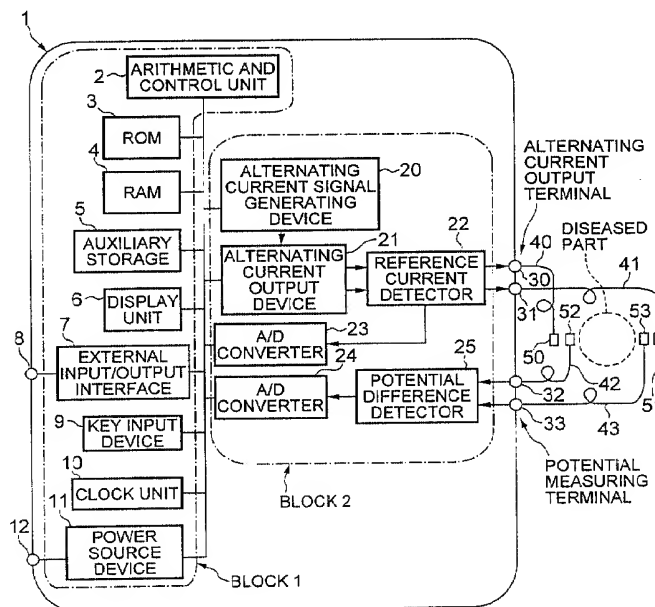 1
2
ARITHMETIC AND
CONTROL UNIT
3
ROM
4
RAM
5
AUXILIARY
STORAGE
6
DISPLAY
UNIT
7
8
EXTERNAL
INPUT/OUTPUT
INTERFACE
9
KEY INPUT
DEVICE
10
CLOCK UNIT
11
12
POWER
SOURCE
DEVICE
BLOCK 1
ALTERNATING
CURRENT SIGNAL
GENERATING
DEVICE
20
21
ALTERNATING
CURRENT
OUTPUT
DEVICE
22
REFERENCE
CURRENT
DETECTOR
23
A/D
CONVERTER
24
A/D
CONVERTER
25
POTENTIAL
DIFFERENCE
DETECTOR
BLOCK 2
ALTERNATING
CURRENT
OUTPUT
TERMINAL
DISEASED
PART
40
30
41
31
50
52
53
5
42
32
33
43
POTENTIAL
MEASURING
TERMINAL